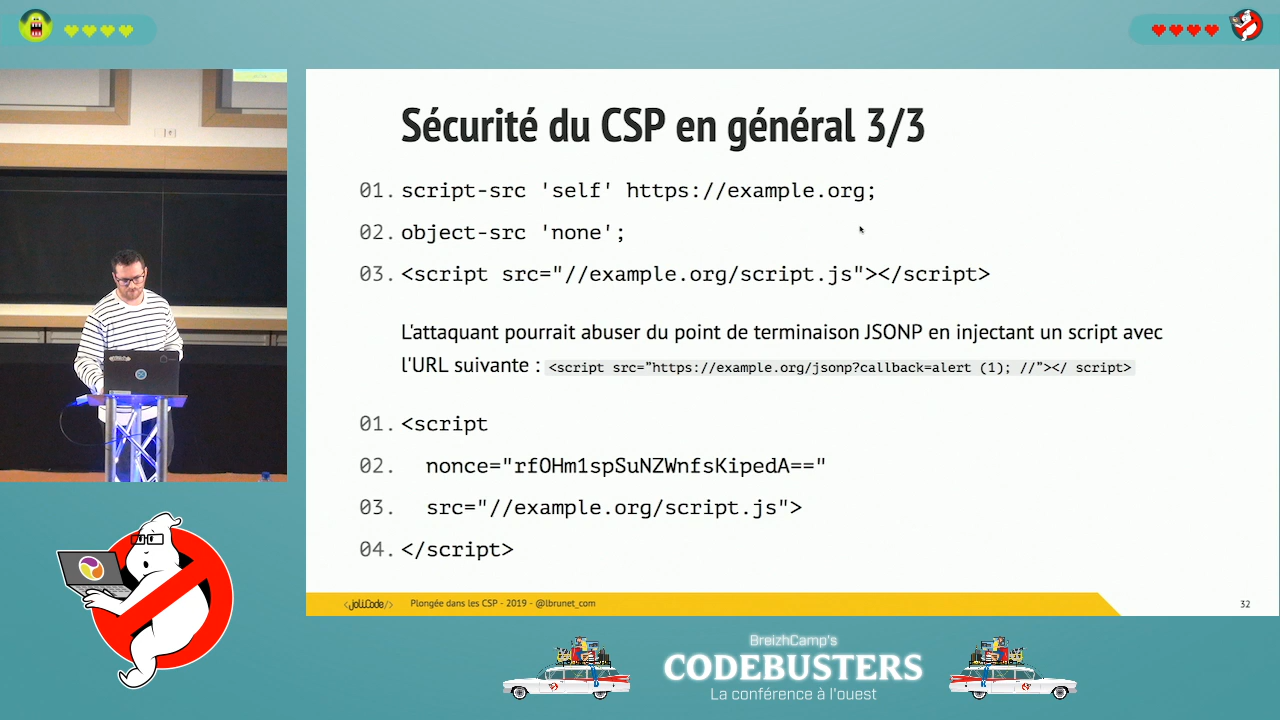 Sécurité du CSP en général 3/3
01. script-src 'self' https://example.org;
02. object-src 'none';
03. <script src="//example.org/script.js"></script>
L'attaquant pourrait abuser du point de terminaison JSONP en injectant un script avec
l'URL suivante : <script src="https://example.org/jsonp?callback=alert (1); //"></ script>
01. <script
02. nonce="rfOHm1spSuNZWnfsKipedA=="
03. src="//example.org/script.js">
04. </script>
<joliCode/> Plongée dans les CSP - 2019 - @lbrunet_com 32
BreizhCamp's
CODEBUSTERS
La conférence à l'ouest